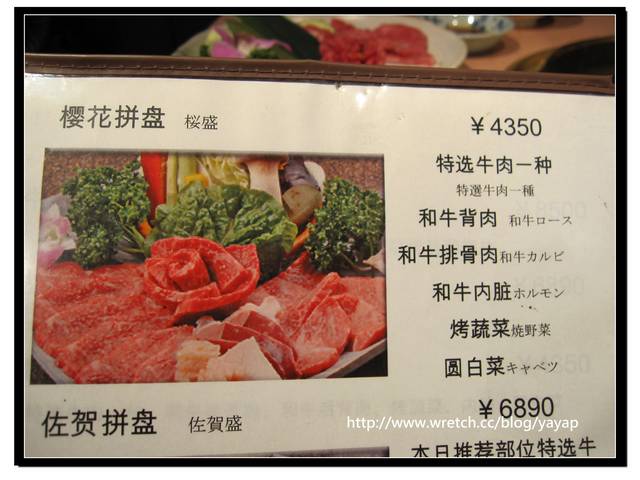 樱花拼盘 桜盛 ￥4350
特选牛肉一种
特選牛肉一種
和牛背肉 和牛ロース
和牛排骨肉 和牛カルビ
和牛内脏 ホルモン
烤蔬菜 焼野菜
圆白菜 キャベツ
佐贺拼盘 佐賀盛 ￥6890
http://www.wretch.cc/blog/yayap
本日推荐部位特选牛